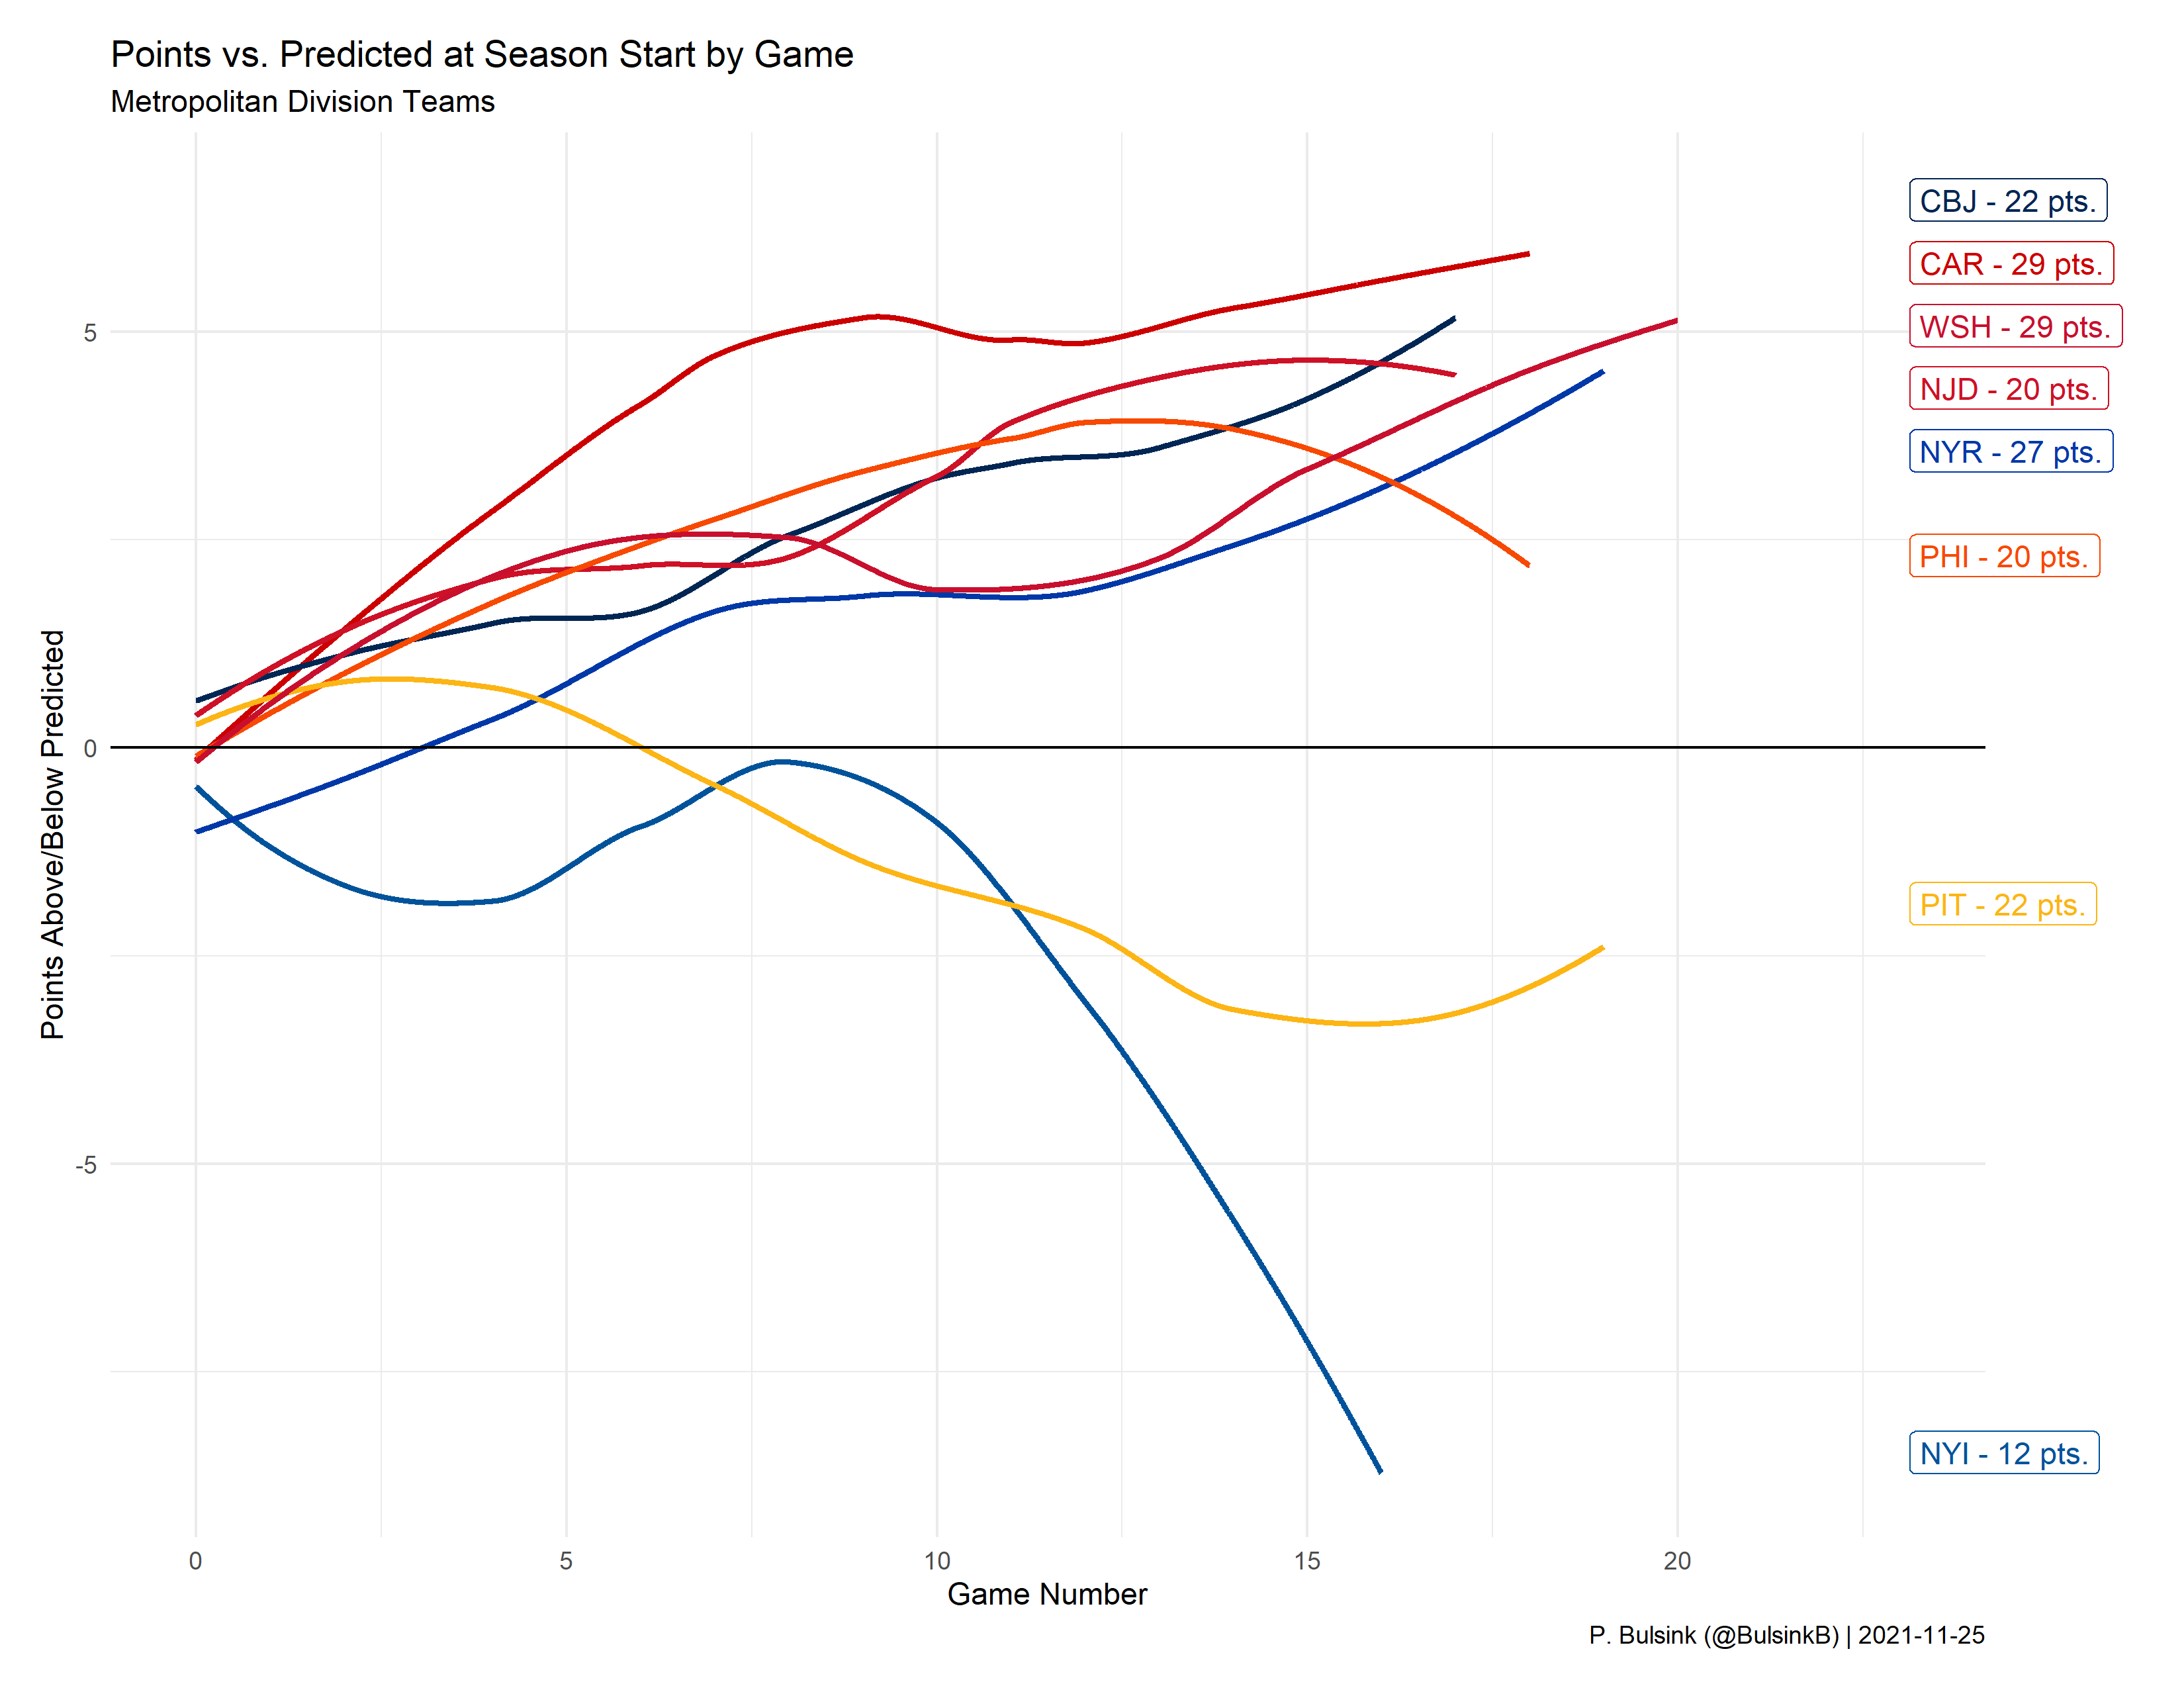 Points vs. Predicted at Season Start by Game
Metropolitan Division Teams
CBJ - 22 pts.
CAR - 29 pts.
WSH - 29 pts.
NJD - 20 pts.
NYR - 27 pts.
PHI - 20 pts.
PIT - 22 pts.
NYI - 12 pts.
Points Above/Below Predicted
5
0
-5
0
5
10
15
20
Game Number
P. Bulsink (@BulsinkB) | 2021-11-25